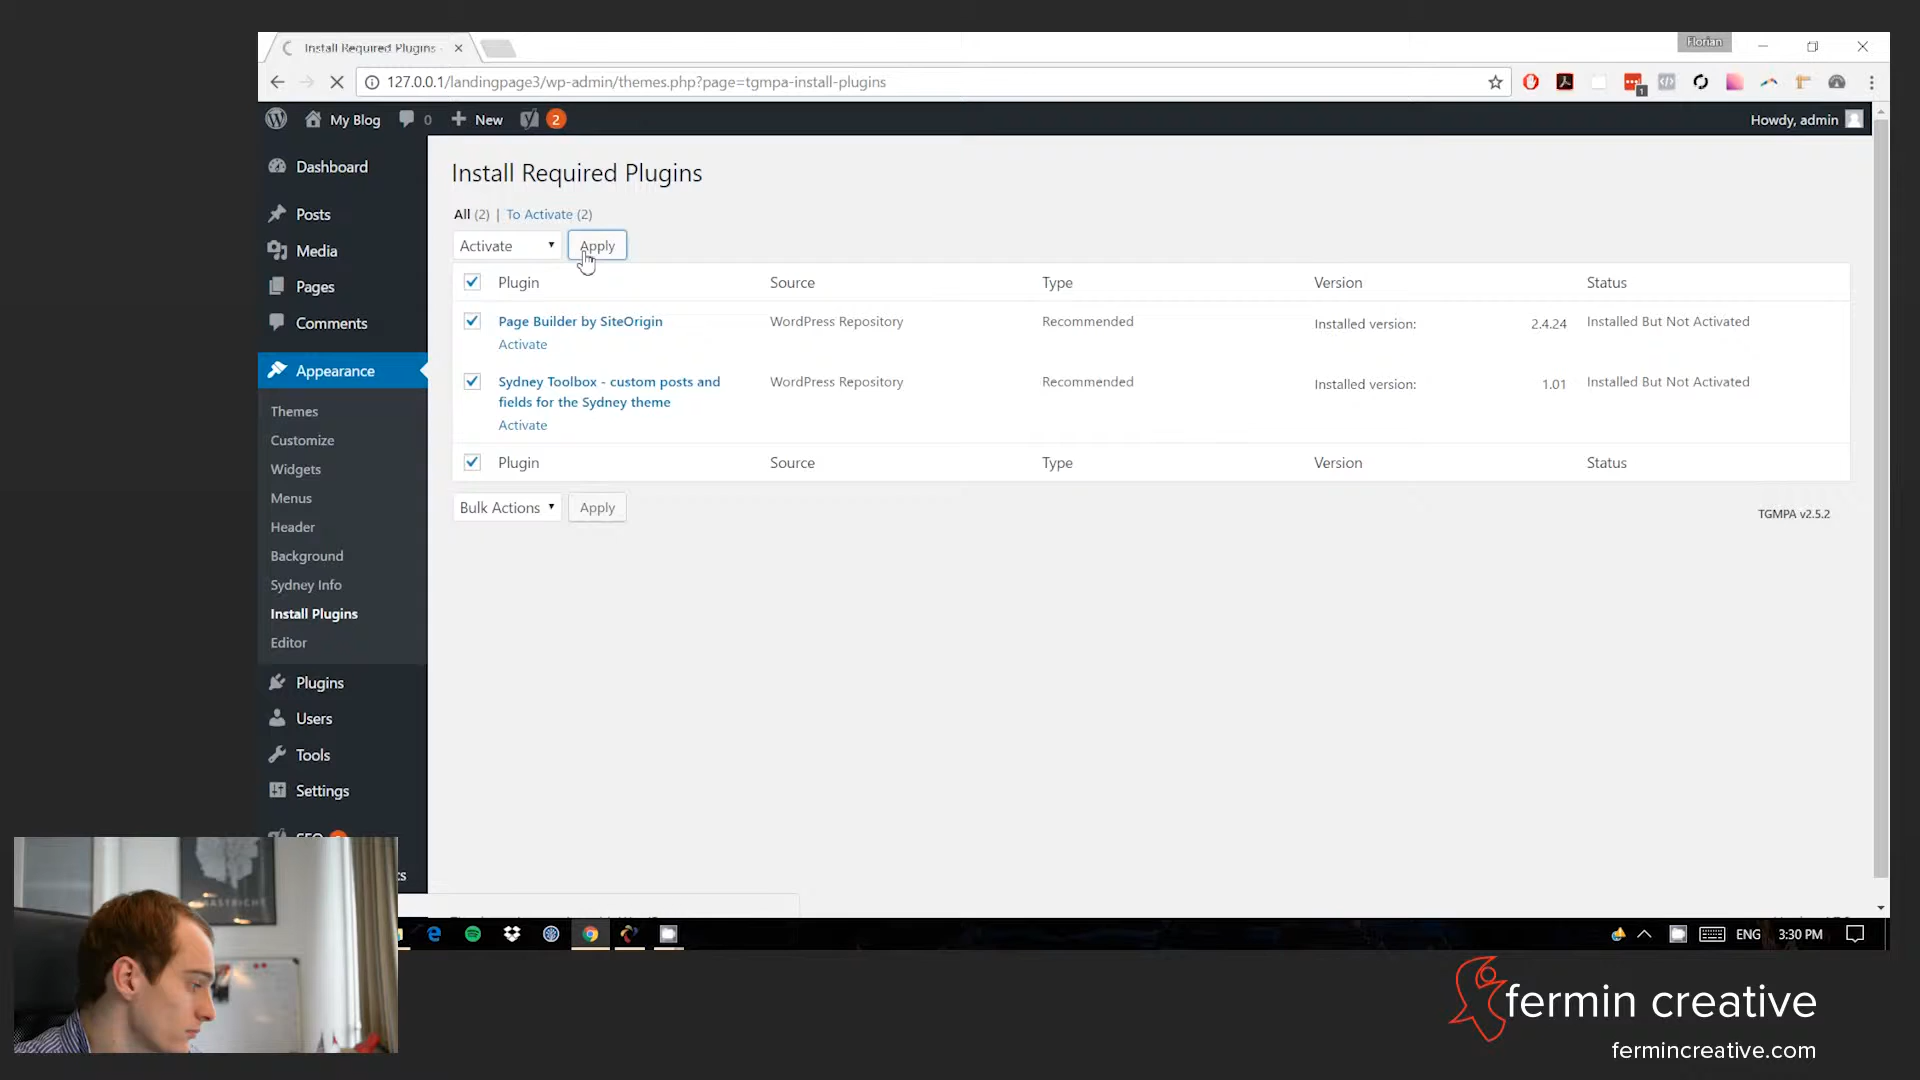 Install Required Plugins -
Florian
127.0.0.1/landingpage3/wp-admin/themes.php?page=tgmpa-install-plugins
1
My Blog 0 New 2
Howdy, admin
Dashboard
Posts
Media
Pages
Comments
Appearance
Themes
Customize
Widgets
Menus
Header
Background
Sydney Info
Install Plugins
Editor
Plugins
Users
Tools
Settings
SEO
Install Required Plugins
All (2) | To Activate (2)
Activate Apply
Plugin Source Type Version Status
Page Builder by SiteOrigin WordPress Repository Recommended Installed version: 2.4.24 Installed But Not Activated
Activate
Sydney Toolbox - custom posts and WordPress Repository Recommended Installed version: 1.01 Installed But Not Activated
fields for the Sydney theme
Activate
Plugin Source Type Version Status
Bulk Actions Apply
TGMPA v2.5.2
ENG 3:30 PM
fermin creative
fermincreative.com